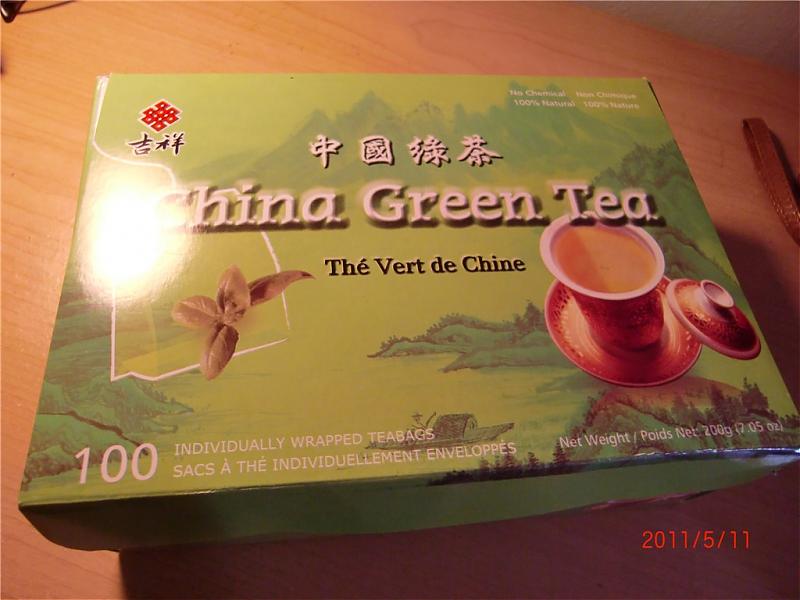 No Chemical Non Chimique
100% Natural 100% Nature
吉祥
中國綠茶
China Green Tea
Thé Vert de Chine
100 INDIVIDUALLY WRAPPED TEABAGS
SACS À THÉ INDIVIDUELLEMENT ENVELOPPÉS
Net Weight / Poids Net: 200g (7.05 oz)
2011/5/11